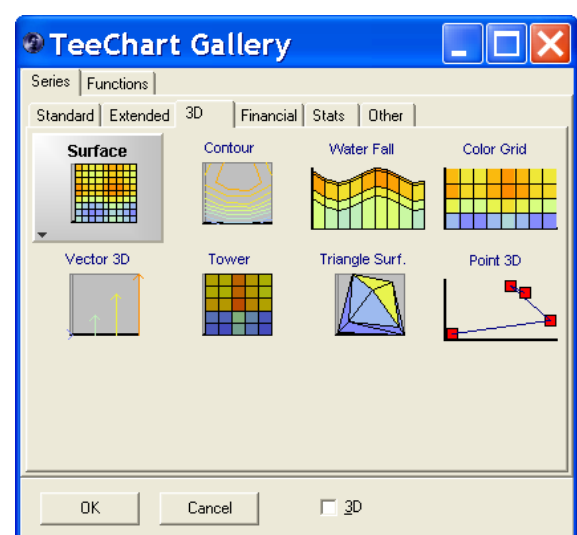 TeeChart Gallery
Series Functions
Standard Extended 3D Financial Stats Other
Surface Contour Water Fall Color Grid
Vector 3D Tower Triangle Surf. Point 3D
OK Cancel 3D